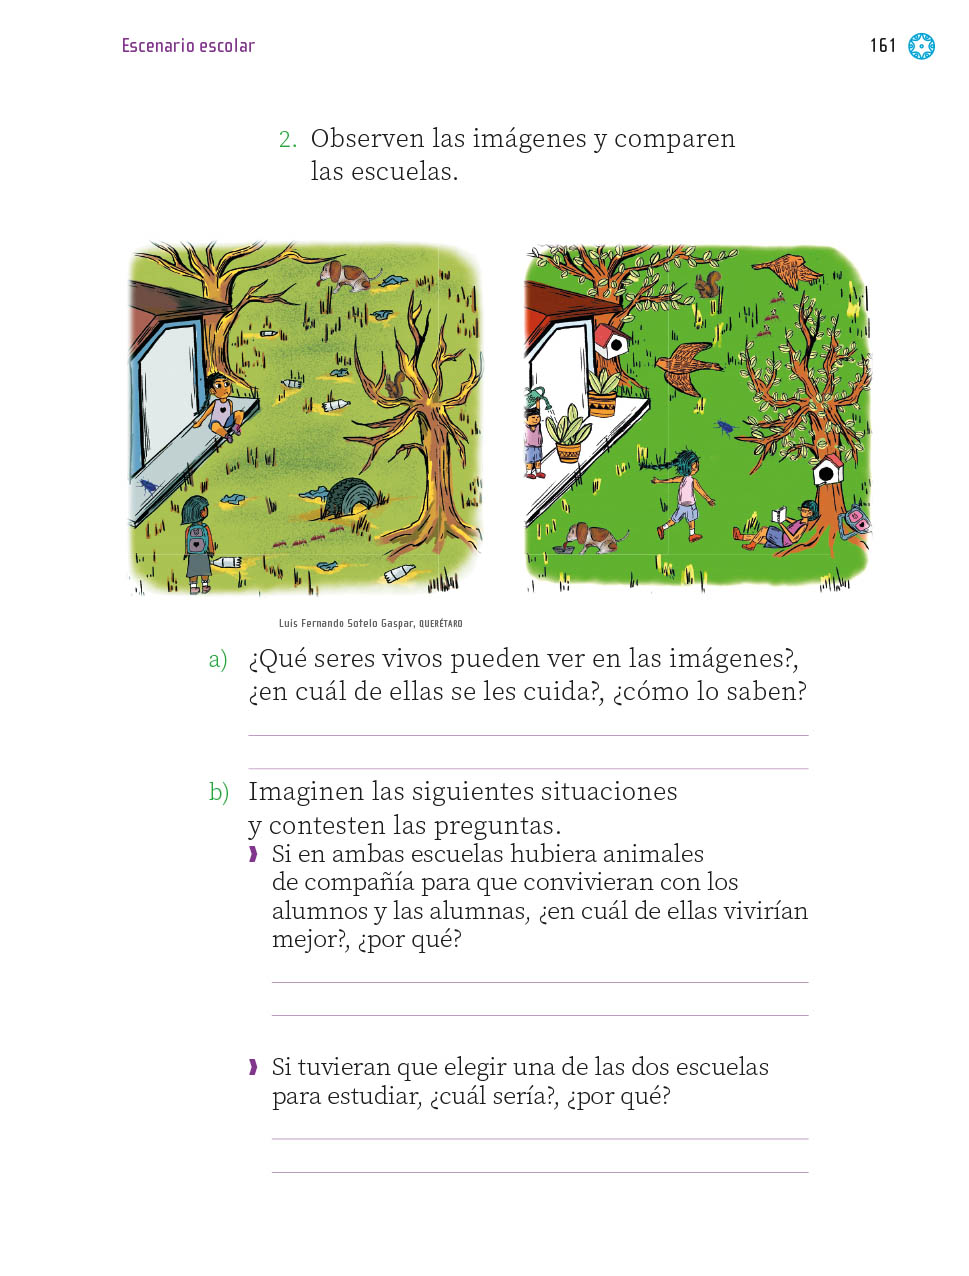 Escenario escolar
161
2. Observen las imágenes y comparen
las escuelas.
Luis Fernando Sotelo Gaspar, QUERÉTARO
a) ¿Qué seres vivos pueden ver en las imágenes?,
¿en cuál de ellas se les cuida?, ¿cómo lo saben?
b) Imaginen las siguientes situaciones
y contesten las preguntas.
Si en ambas escuelas hubiera animales
de compañía para que convivieran con los
alumnos y las alumnas, ¿en cuál de ellas vivirían
mejor?, ¿por qué?
Si tuvieran que elegir una de las dos escuelas
para estudiar, ¿cuál sería?, ¿por qué?